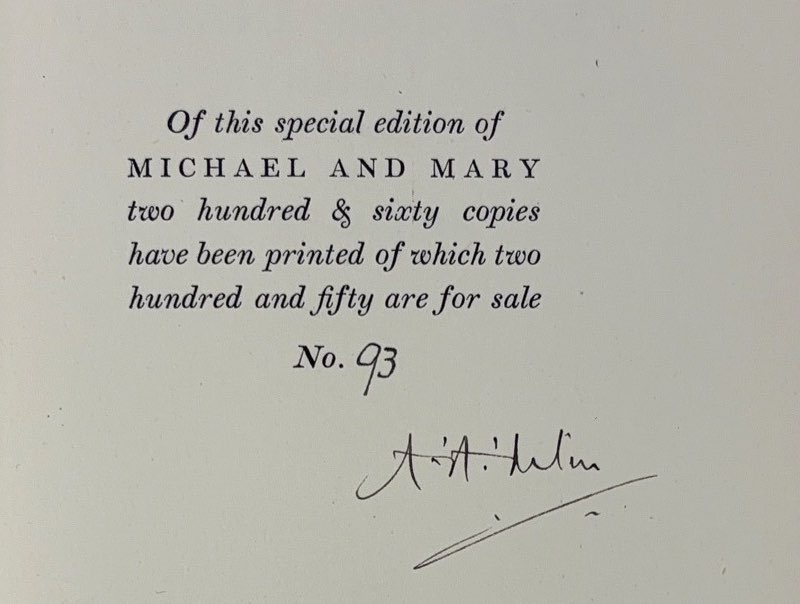 Of this special edition of
MICHAEL AND MARY
two hundred & sixty copies
have been printed of which two
hundred and fifty are for sale
No. 93
A. A. Milne